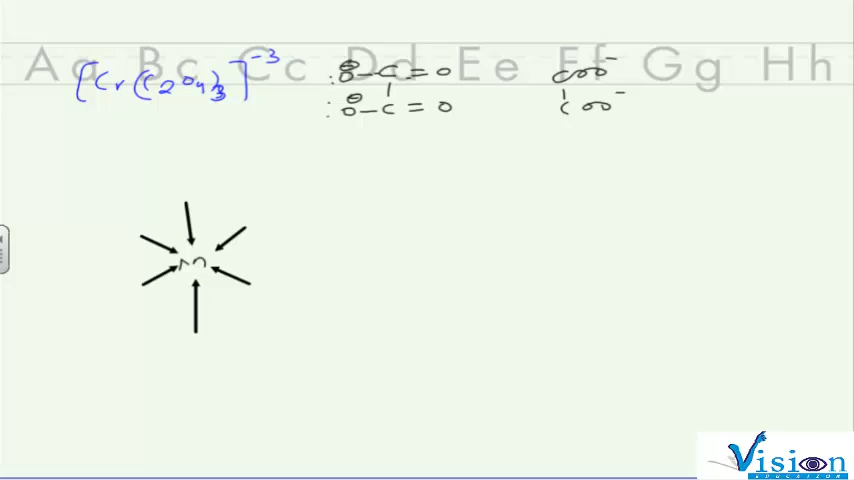 Aa Bb Cc Dd Ee Ff Gg Hh
[Cr(C2O4)3]^-3
:O^⊖—C=O
|
:O^⊖—C=O
COO^-
|
COO^-
Vision